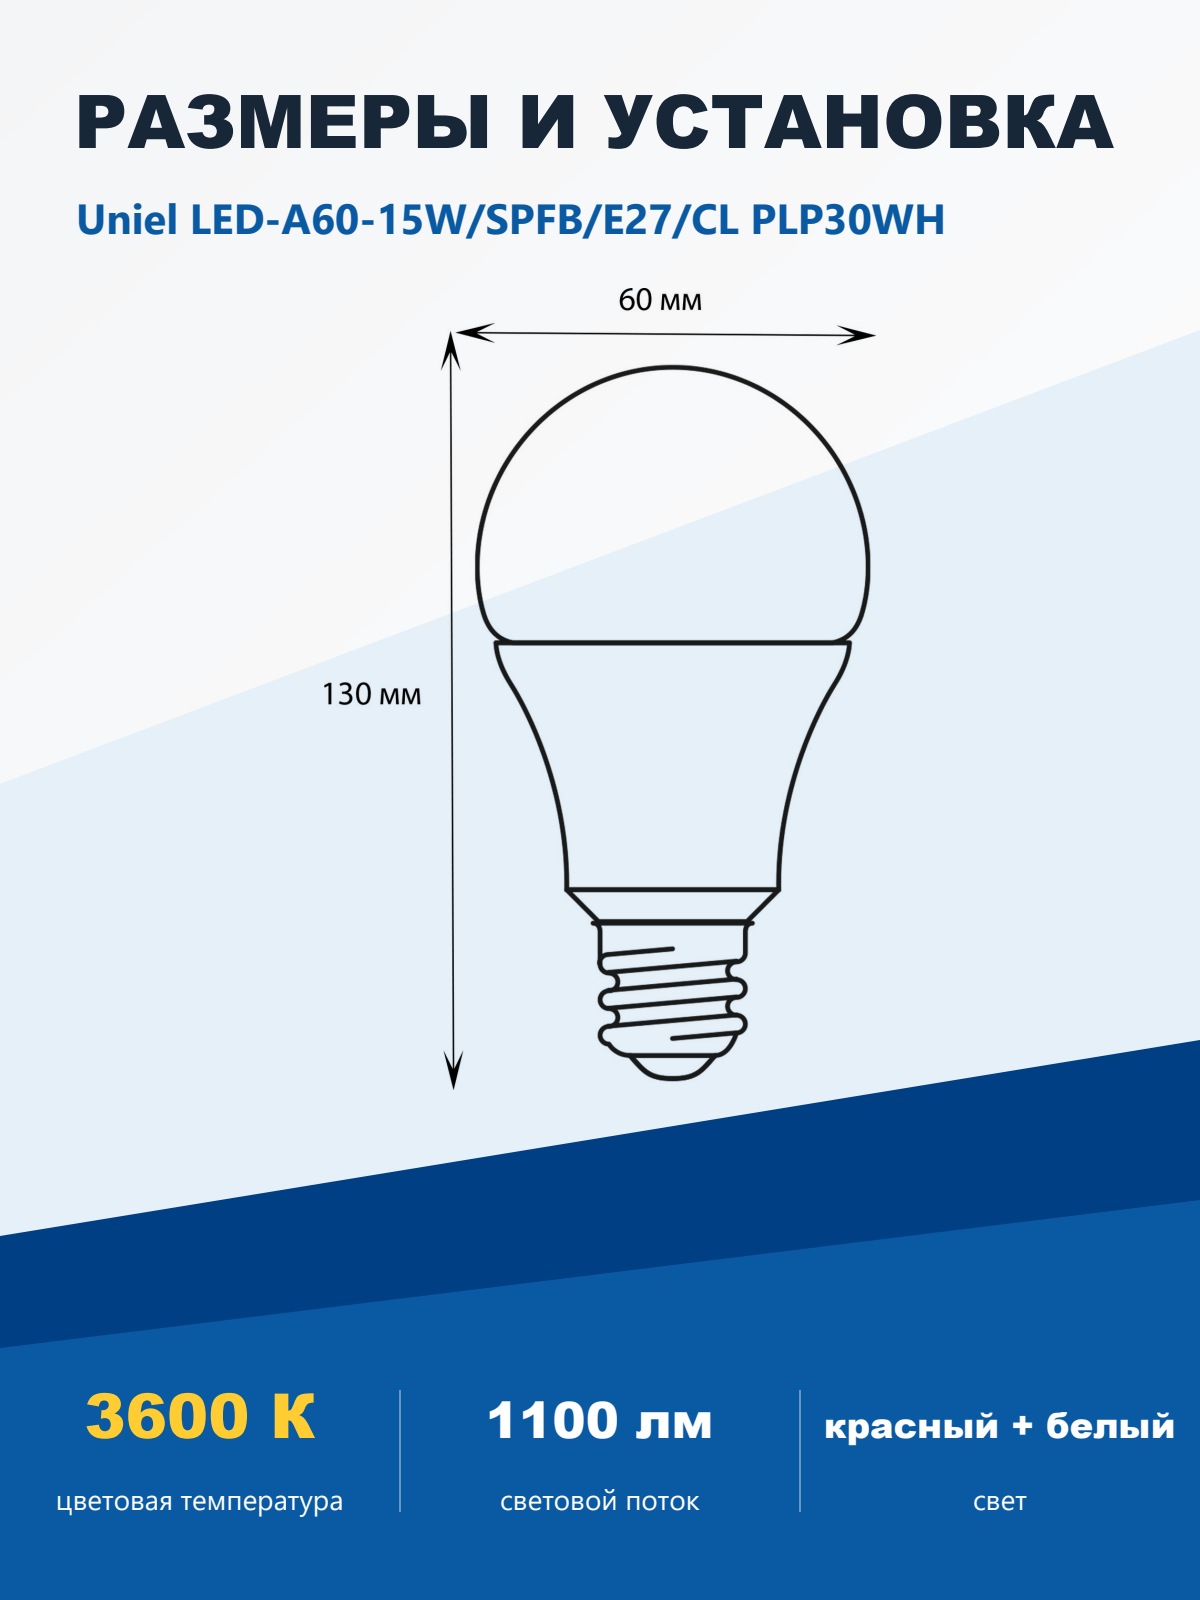 РАЗМЕРЫ И УСТАНОВКА
Uniel LED-A60-15W/SPFB/E27/CL PLP30WH
60 мм
130 мм
3600 К
1100 лм
красный + белый
цветовая температура
световой поток
свет